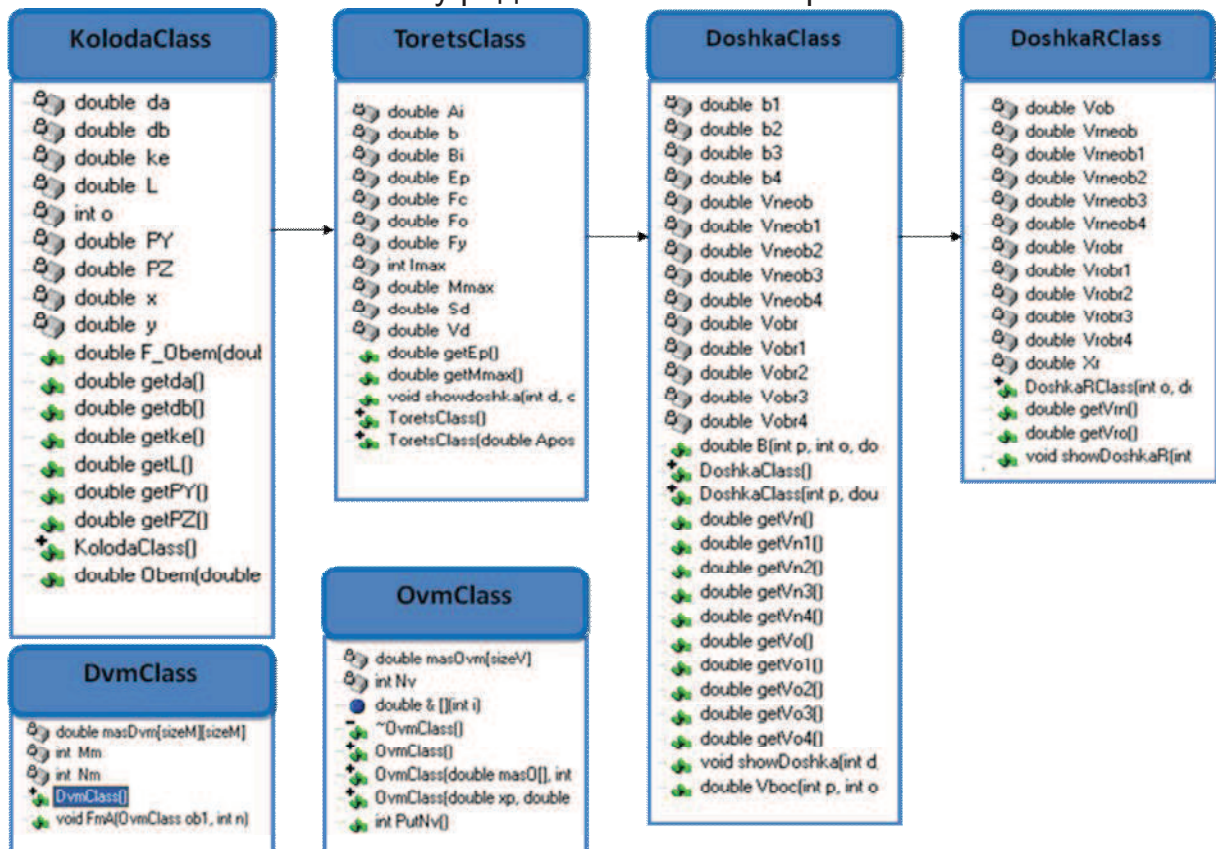 KolodaClass
double da
double db
double ke
double L
int o
double PY
double PZ
double x
double y
double F_Obem(doul
double getda()
double getdb()
double getke()
double getL()
double getPY()
double getPZ()
KolodaClass()
double Obem(double
ToretsClass
double Ai
double b
double Bi
double Ep
double Fc
double Fo
double Fy
int Imax
double Mmax
double Sd
double Vd
double getEp()
double getMmax()
void showdoshka(int d, c
ToretsClass()
ToretsClass(double Apos
DoshkaClass
double b1
double b2
double b3
double b4
double Vneob
double Vneob1
double Vneob2
double Vneob3
double Vneob4
double Vobr
double Vobr1
double Vobr2
double Vobr3
double Vobr4
double B(int p, int o, do
DoshkaClass()
DoshkaClass(int p, dou
double getVn()
double getVn1()
double getVn2()
double getVn3()
double getVn4()
double getVo()
double getVo1()
double getVo2()
double getVo3()
double getVo4()
void showDoshka(int d,
double Vboc(int p, int o
DoshkaRClass
double Vob
double Vrneob
double Vrneob1
double Vrneob2
double Vrneob3
double Vrneob4
double Vrobr
double Vrobr1
double Vrobr2
double Vrobr3
double Vrobr4
double Xr
DoshkaRClass(int o, d
double getVrn()
double getVro()
void showDoshkaR(int
DvmClass
double masDvm[sizeM][sizeM]
int Mm
int Nm
DvmClass()
void FmA(OvmClass ob1, int n)
OvmClass
double masOvm[sizeV]
int Nv
double & [](int i)
~OvmClass()
OvmClass()
OvmClass(double masO[], int
OvmClass(double xp, double
int PutNv()